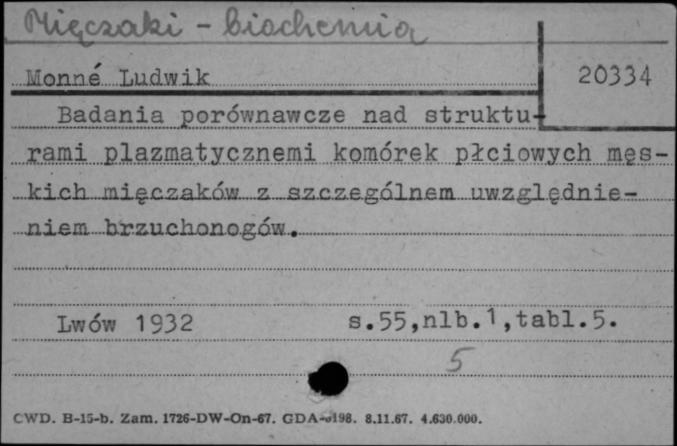 Mięczaki - biochemia
Monné Ludwik 20334
Badania porównawcze nad struktu-
rami plazmatycznemi komórek płciowych męs-
kich mięczaków z szczególnem uwzględnie-
niem brzuchonogów.
Lwów 1932 s.55,nlb.1,tabl.5.
5
CWD. B-15-b. Zam. 1726-DW-On-67. 8.11.67. 4.630.000.